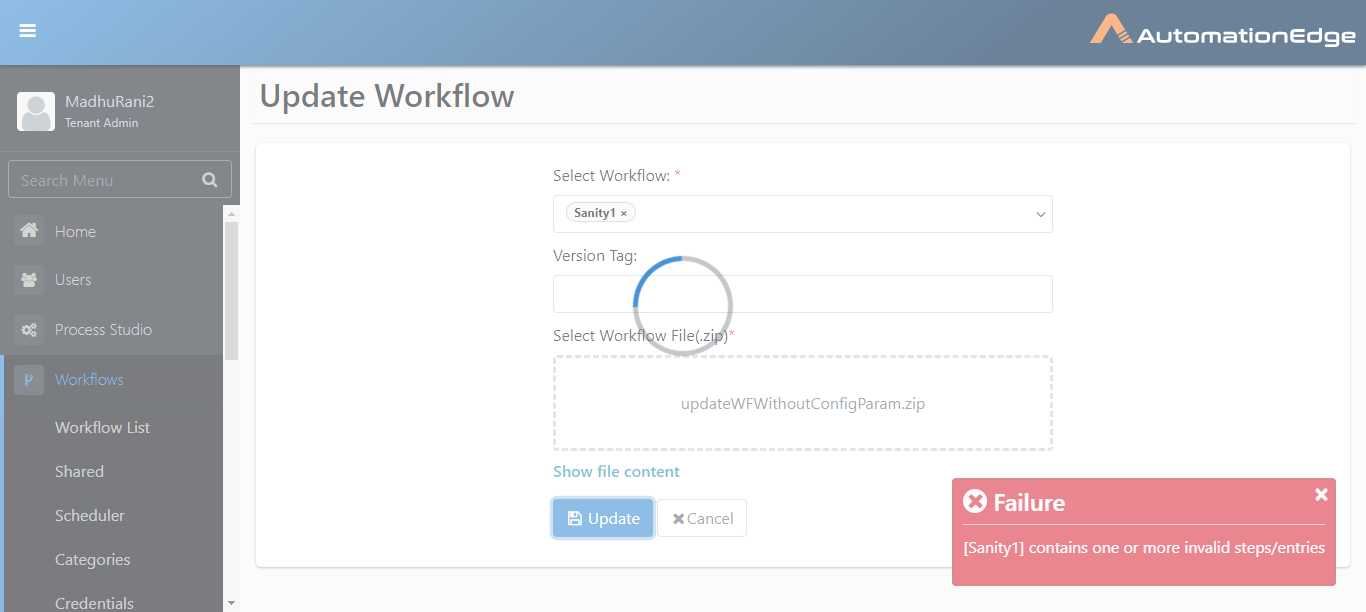 AutomationEdge
MadhuRani2
Tenant Admin
Search Menu
Home
Users
Process Studio
Workflows
Workflow List
Shared
Scheduler
Categories
Credentials
Update Workflow
Select Workflow: *
Sanity1 ×
Version Tag:
Select Workflow File(.zip)*
updateWFWithoutConfigParam.zip
Show file content
Update
Cancel
Failure
[Sanity1] contains one or more invalid steps/entries